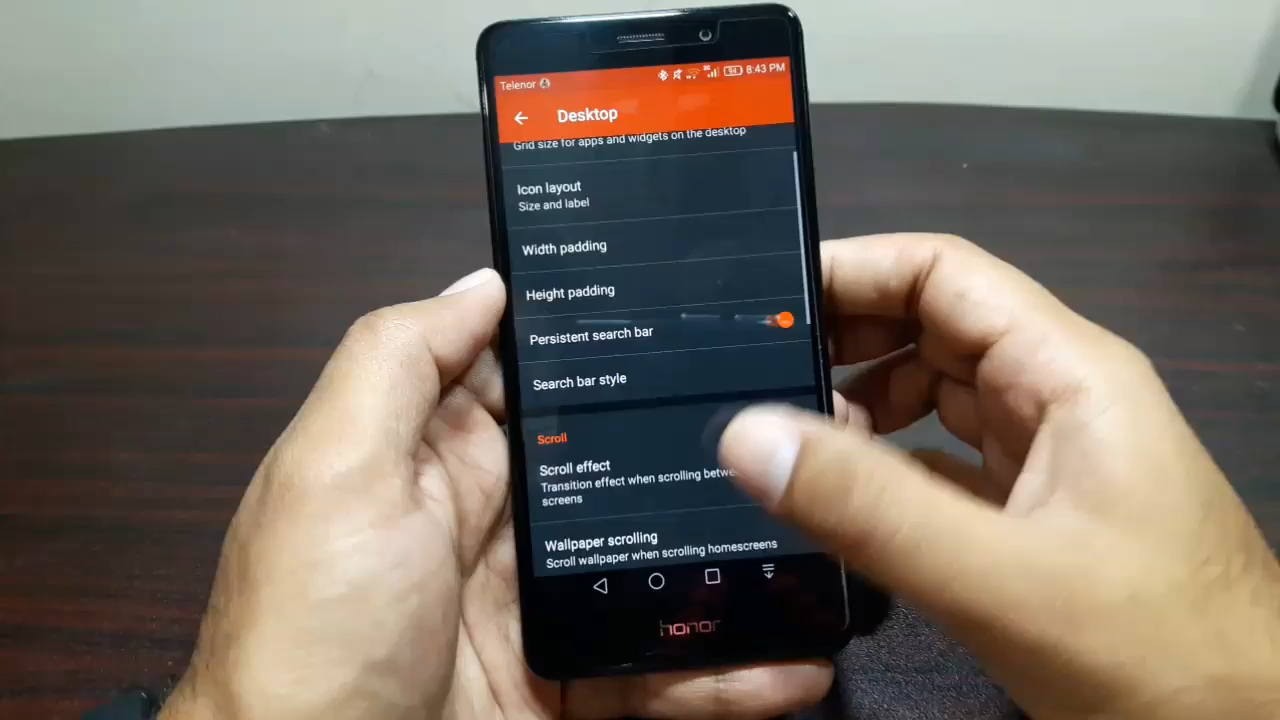 Telenor
94
8:43 PM
Desktop
Grid size for apps and widgets on the desktop
Icon layout
Size and label
Width padding
Height padding
Persistent search bar
Search bar style
Scroll
Scroll effect
Transition effect when scrolling
screens
Wallpaper scrolling
Scroll wallpaper when scrolling homescreens
honor